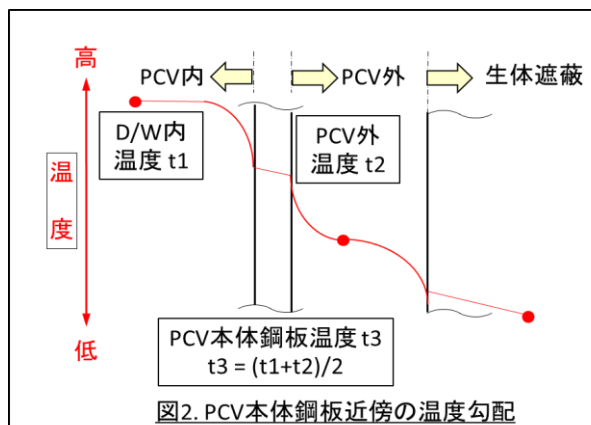 高
PCV内
PCV外
生体遮蔽
D/W内
温度 t1
PCV外
温度 t2
温
度
低
PCV本体鋼板温度 t3
t3 = (t1+t2)/2
図2. PCV本体鋼板近傍の温度勾配